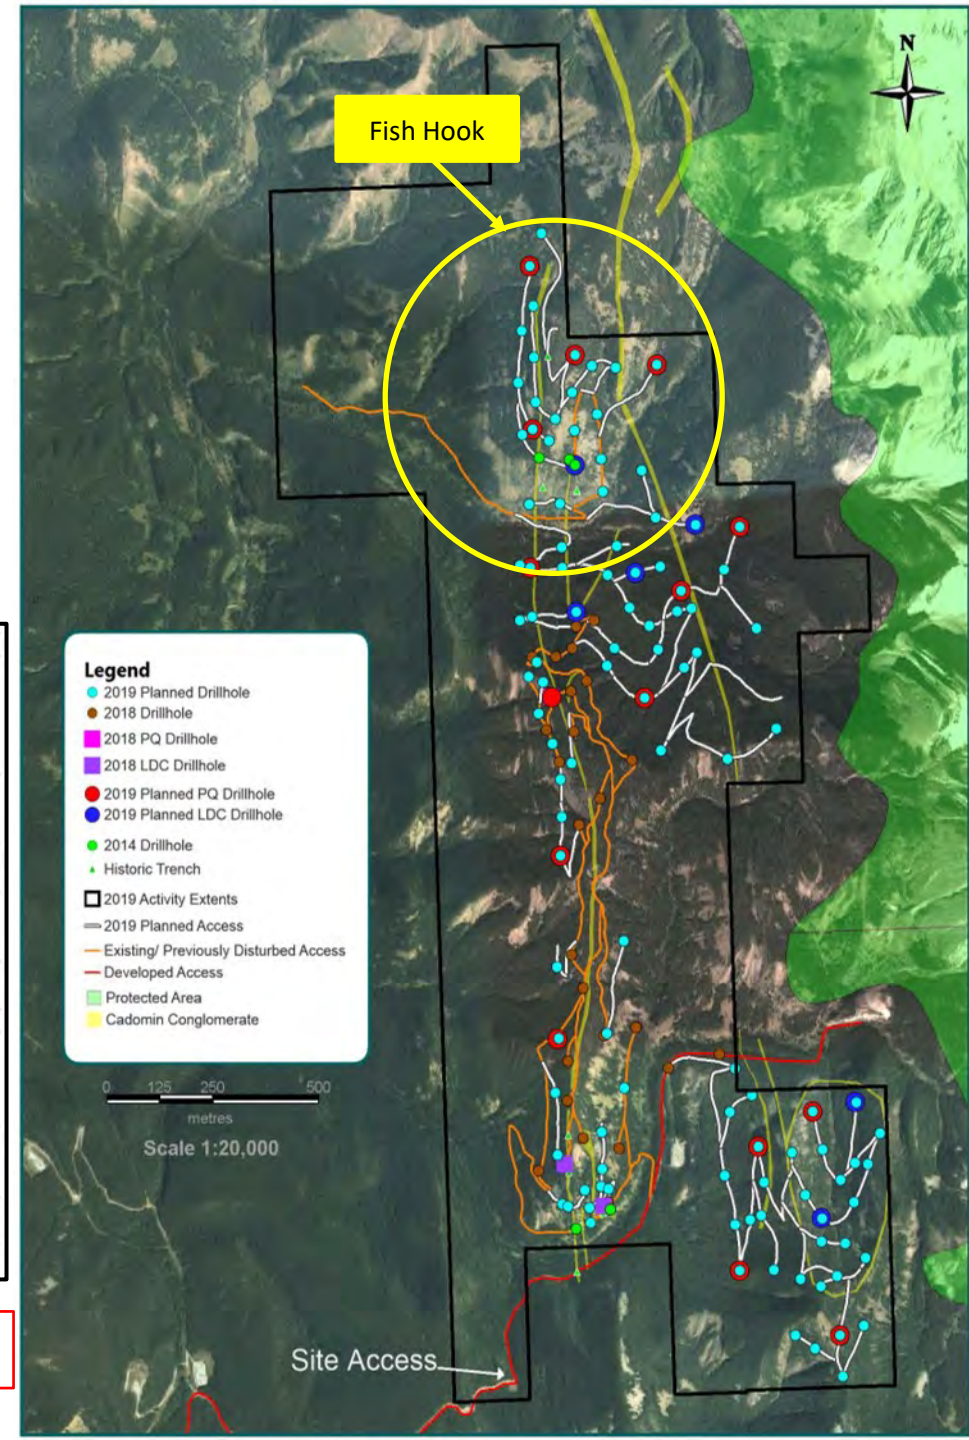 N
Fish Hook
Legend
2019 Planned Drillhole
2018 Drillhole
2018 PQ Drillhole
2018 LDC Drillhole
2019 Planned PQ Drillhole
2019 Planned LDC Drillhole
2014 Drillhole
Historic Trench
2019 Activity Extents
2019 Planned Access
Existing/ Previously Disturbed Access
Developed Access
Protected Area
Cadomin Conglomerate
0 125 250 500
metres
Scale 1:20,000
Site Access